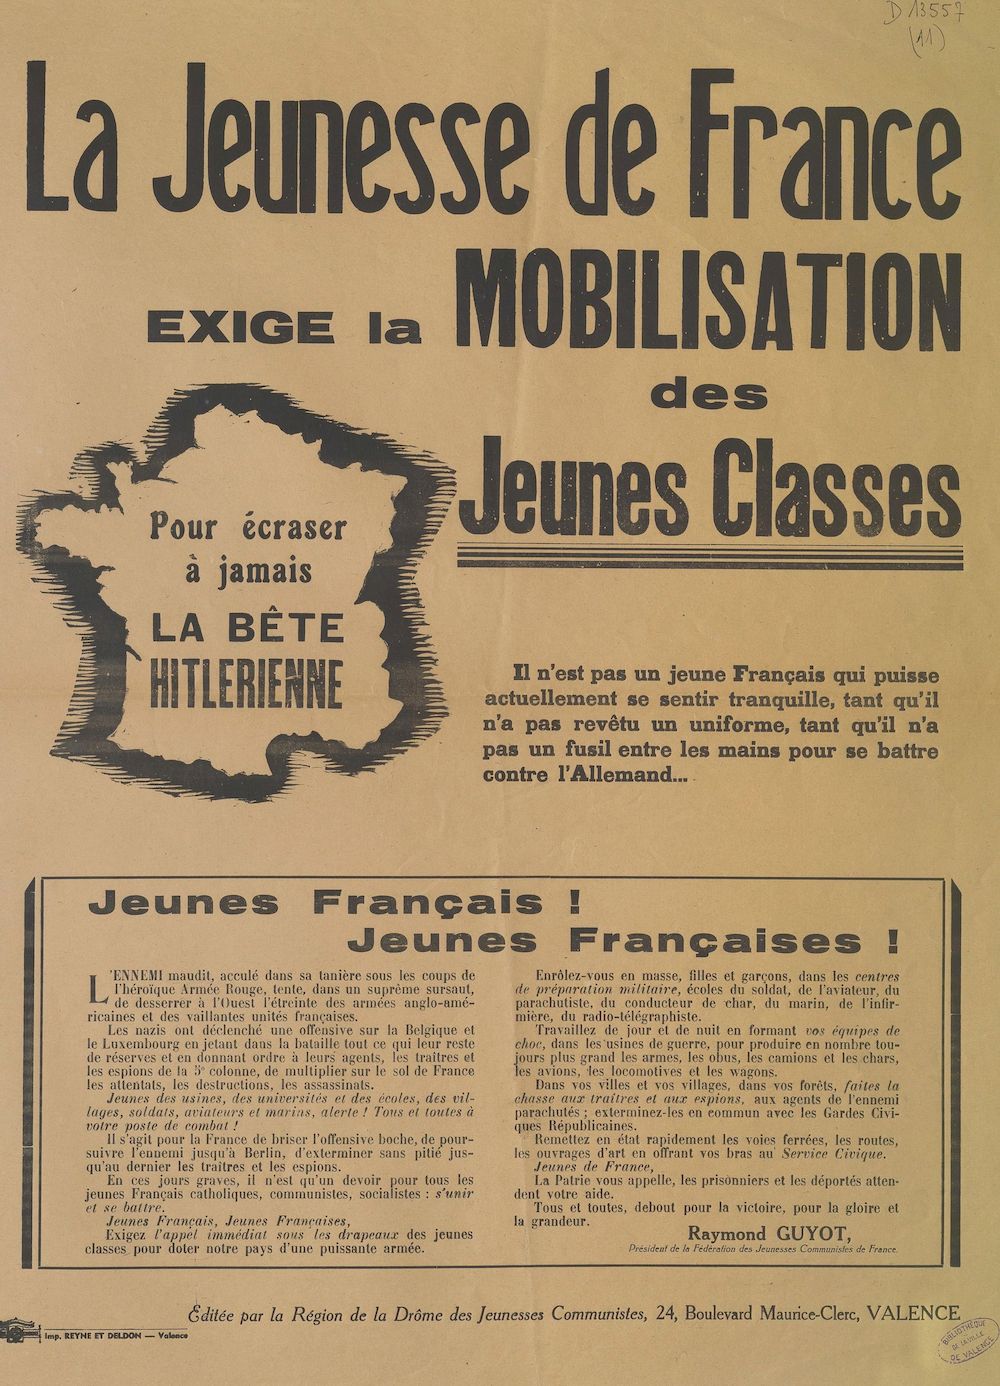 D 13557
(11)
La Jeunesse de France
EXIGE la MOBILISATION
des
Jeunes Classes
Pour écraser
à jamais
LA BÊTE
HITLERIENNE
Il n'est pas un jeune Français qui puisse
actuellement se sentir tranquille, tant qu'il
n'a pas revêtu un uniforme, tant qu'il n'a
pas un fusil entre les mains pour se battre
contre l'Allemand...
Jeunes Français !
Jeunes Françaises !
L'ENNEMI maudit, acculé dans sa tanière sous les coups de
l'héroïque Armée Rouge, tente, dans un suprême sursaut,
de desserrer à l'Ouest l'étreinte des armées anglo-amé-
ricaines et des vaillantes unités françaises.
Les nazis ont déclenché une offensive sur la Belgique et
le Luxembourg en jetant dans la bataille tout ce qui leur reste
de réserves et en donnant ordre à leurs agents, les traîtres et
les espions de la 5e colonne, de multiplier sur le sol de France
les attentats, les destructions, les assassinats.
Jeunes des usines, des universités et des écoles, des vil-
lages, soldats, aviateurs et marins, alerte ! Tous et toutes à
votre poste de combat !
Il s'agit pour la France de briser l'offensive boche, de pour-
suivre l'ennemi jusqu'à Berlin, d'exterminer sans pitié jus-
qu'au dernier les traîtres et les espions.
En ces jours graves, il n'est qu'un devoir pour tous les
jeunes Français catholiques, communistes, socialistes : s'unir
et se battre.
Jeunes Français, Jeunes Françaises,
Exigez l'appel immédiat sous les drapeaux des jeunes
classes pour doter notre pays d'une puissante armée.
Enrôlez-vous en masse, filles et garçons, dans les centres
de préparation militaire, écoles du soldat, de l'aviateur, du
parachutiste, du conducteur de char, du marin, de l'infir-
mière, du radio-télégraphiste.
Travaillez de jour et de nuit en formant vos équipes de
choc, dans les usines de guerre, pour produire en nombre tou-
jours plus grand les armes, les obus, les camions et les chars,
les avions, les locomotives et les wagons.
Dans vos villes et vos villages, dans vos forêts, faites la
chasse aux traîtres et aux espions, aux agents de l'ennemi
parachutés ; exterminez-les en commun avec les Gardes Civi-
ques Républicaines.
Remettez en état rapidement les voies ferrées, les routes,
les ouvrages d'art en offrant vos bras au Service Civique.
Jeunes de France,
La Patrie vous appelle, les prisonniers et les déportés atten-
dent votre aide.
Tous et toutes, debout pour la victoire, pour la gloire et
la grandeur.
Raymond GUYOT,
Président de la Fédération des Jeunesses Communistes de France.
Éditée par la Région de la Drôme des Jeunesses Communistes, 24, Boulevard Maurice-Clerc, VALENCE
Imp. REYNE ET DELDON — Valence
BIBLIOTHÈQUE
DE LA VILLE
DE VALENCE